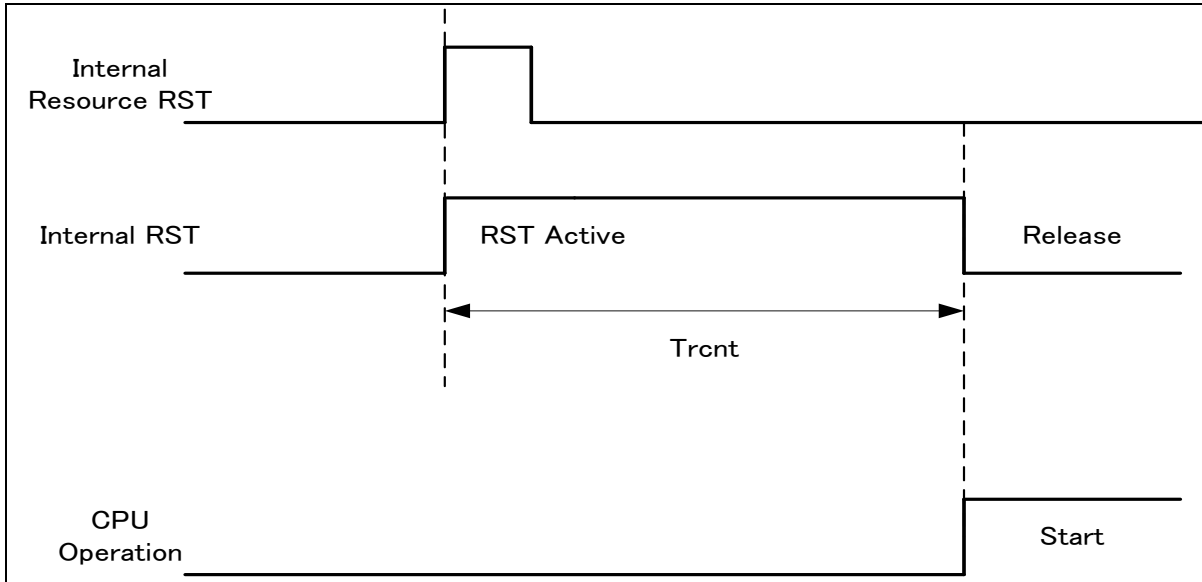 Internal
Resource RST
Internal RST
RST Active
Release
Trcnt
CPU
Operation
Start